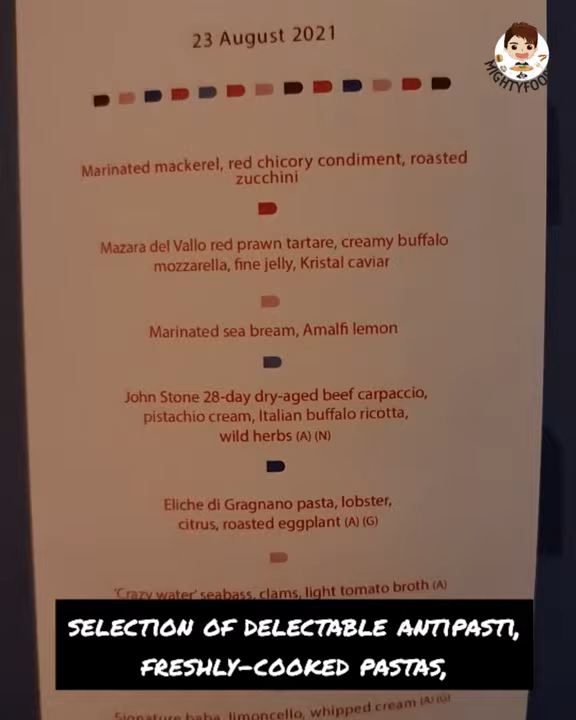 23 August 2021
MIGHTYFOOD
Marinated mackerel, red chicory condiment, roasted
zucchini
Mazara del Vallo red prawn tartare, creamy buffalo
mozzarella, fine jelly, Kristal caviar
Marinated sea bream, Amalfi lemon
John Stone 28-day dry-aged beef carpaccio,
pistachio cream, Italian buffalo ricotta,
wild herbs (A) (N)
Eliche di Gragnano pasta, lobster,
citrus, roasted eggplant (A) (G)
'Crazy water' seabass, clams, light tomato broth (A)
SELECTION OF DELECTABLE ANTIPASTI,
FRESHLY-COOKED PASTAS,
Signature baba, limoncello, whipped cream (A) (G)